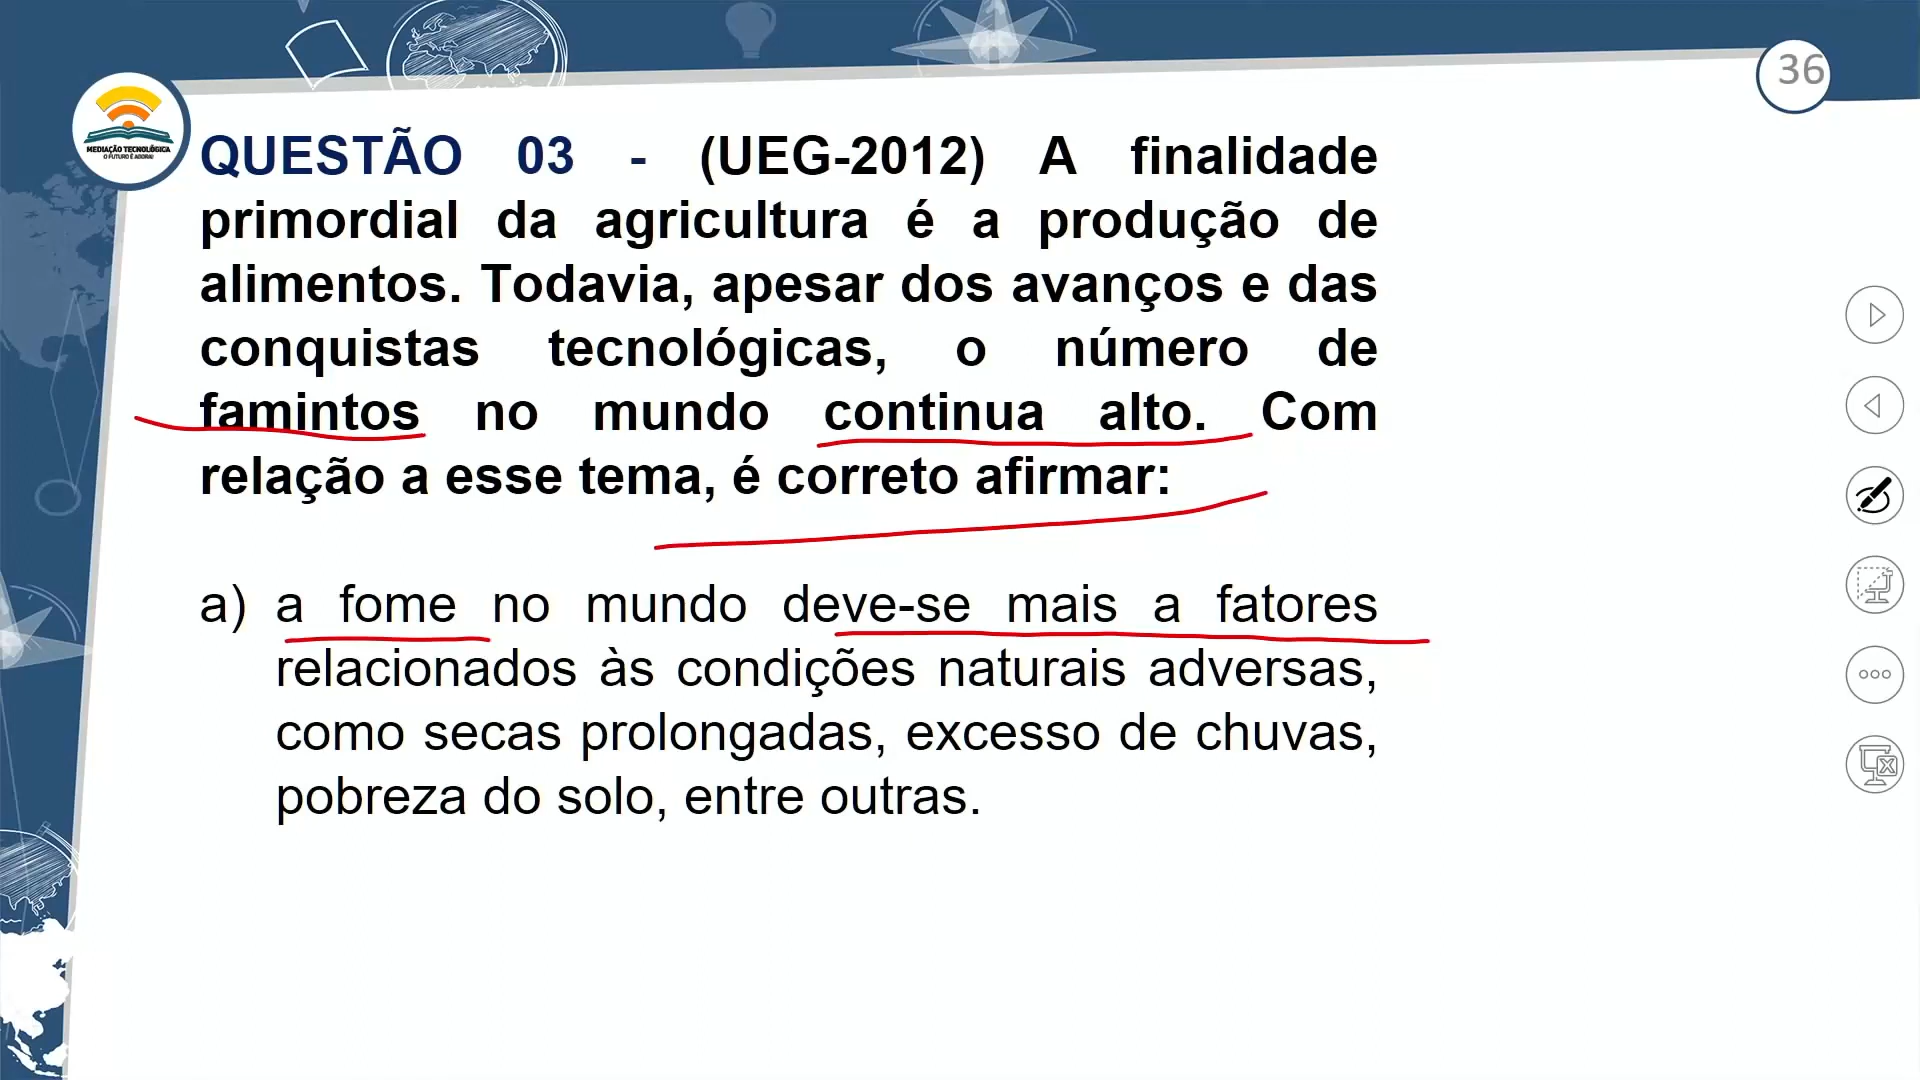 36
MEDIAÇÃO TECNOLÓGICA
O FUTURO É AGORA!
QUESTÃO 03 - (UEG-2012) A finalidade
primordial da agricultura é a produção de
alimentos. Todavia, apesar dos avanços e das
conquistas tecnológicas, o número de
famintos no mundo continua alto. Com
relação a esse tema, é correto afirmar:
a) a fome no mundo deve-se mais a fatores
relacionados às condições naturais adversas,
como secas prolongadas, excesso de chuvas,
pobreza do solo, entre outras.